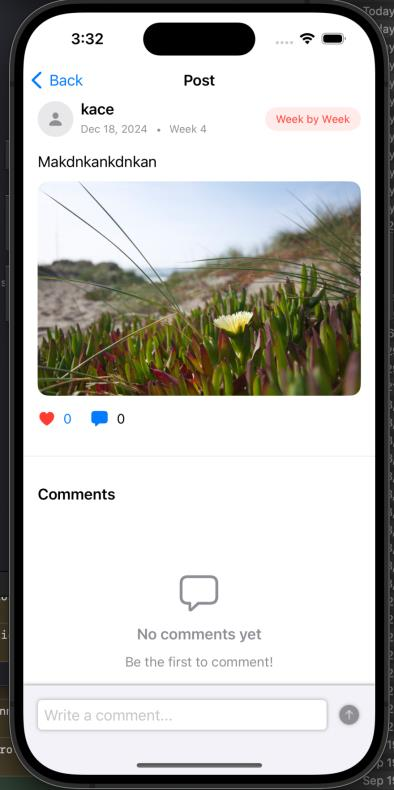 Today
3:32
Back
Post
kace
Dec 18, 2024 • Week 4
Week by Week
Makdnkankdnkan
0
0
Comments
No comments yet
Be the first to comment!
Write a comment...
Sep 19